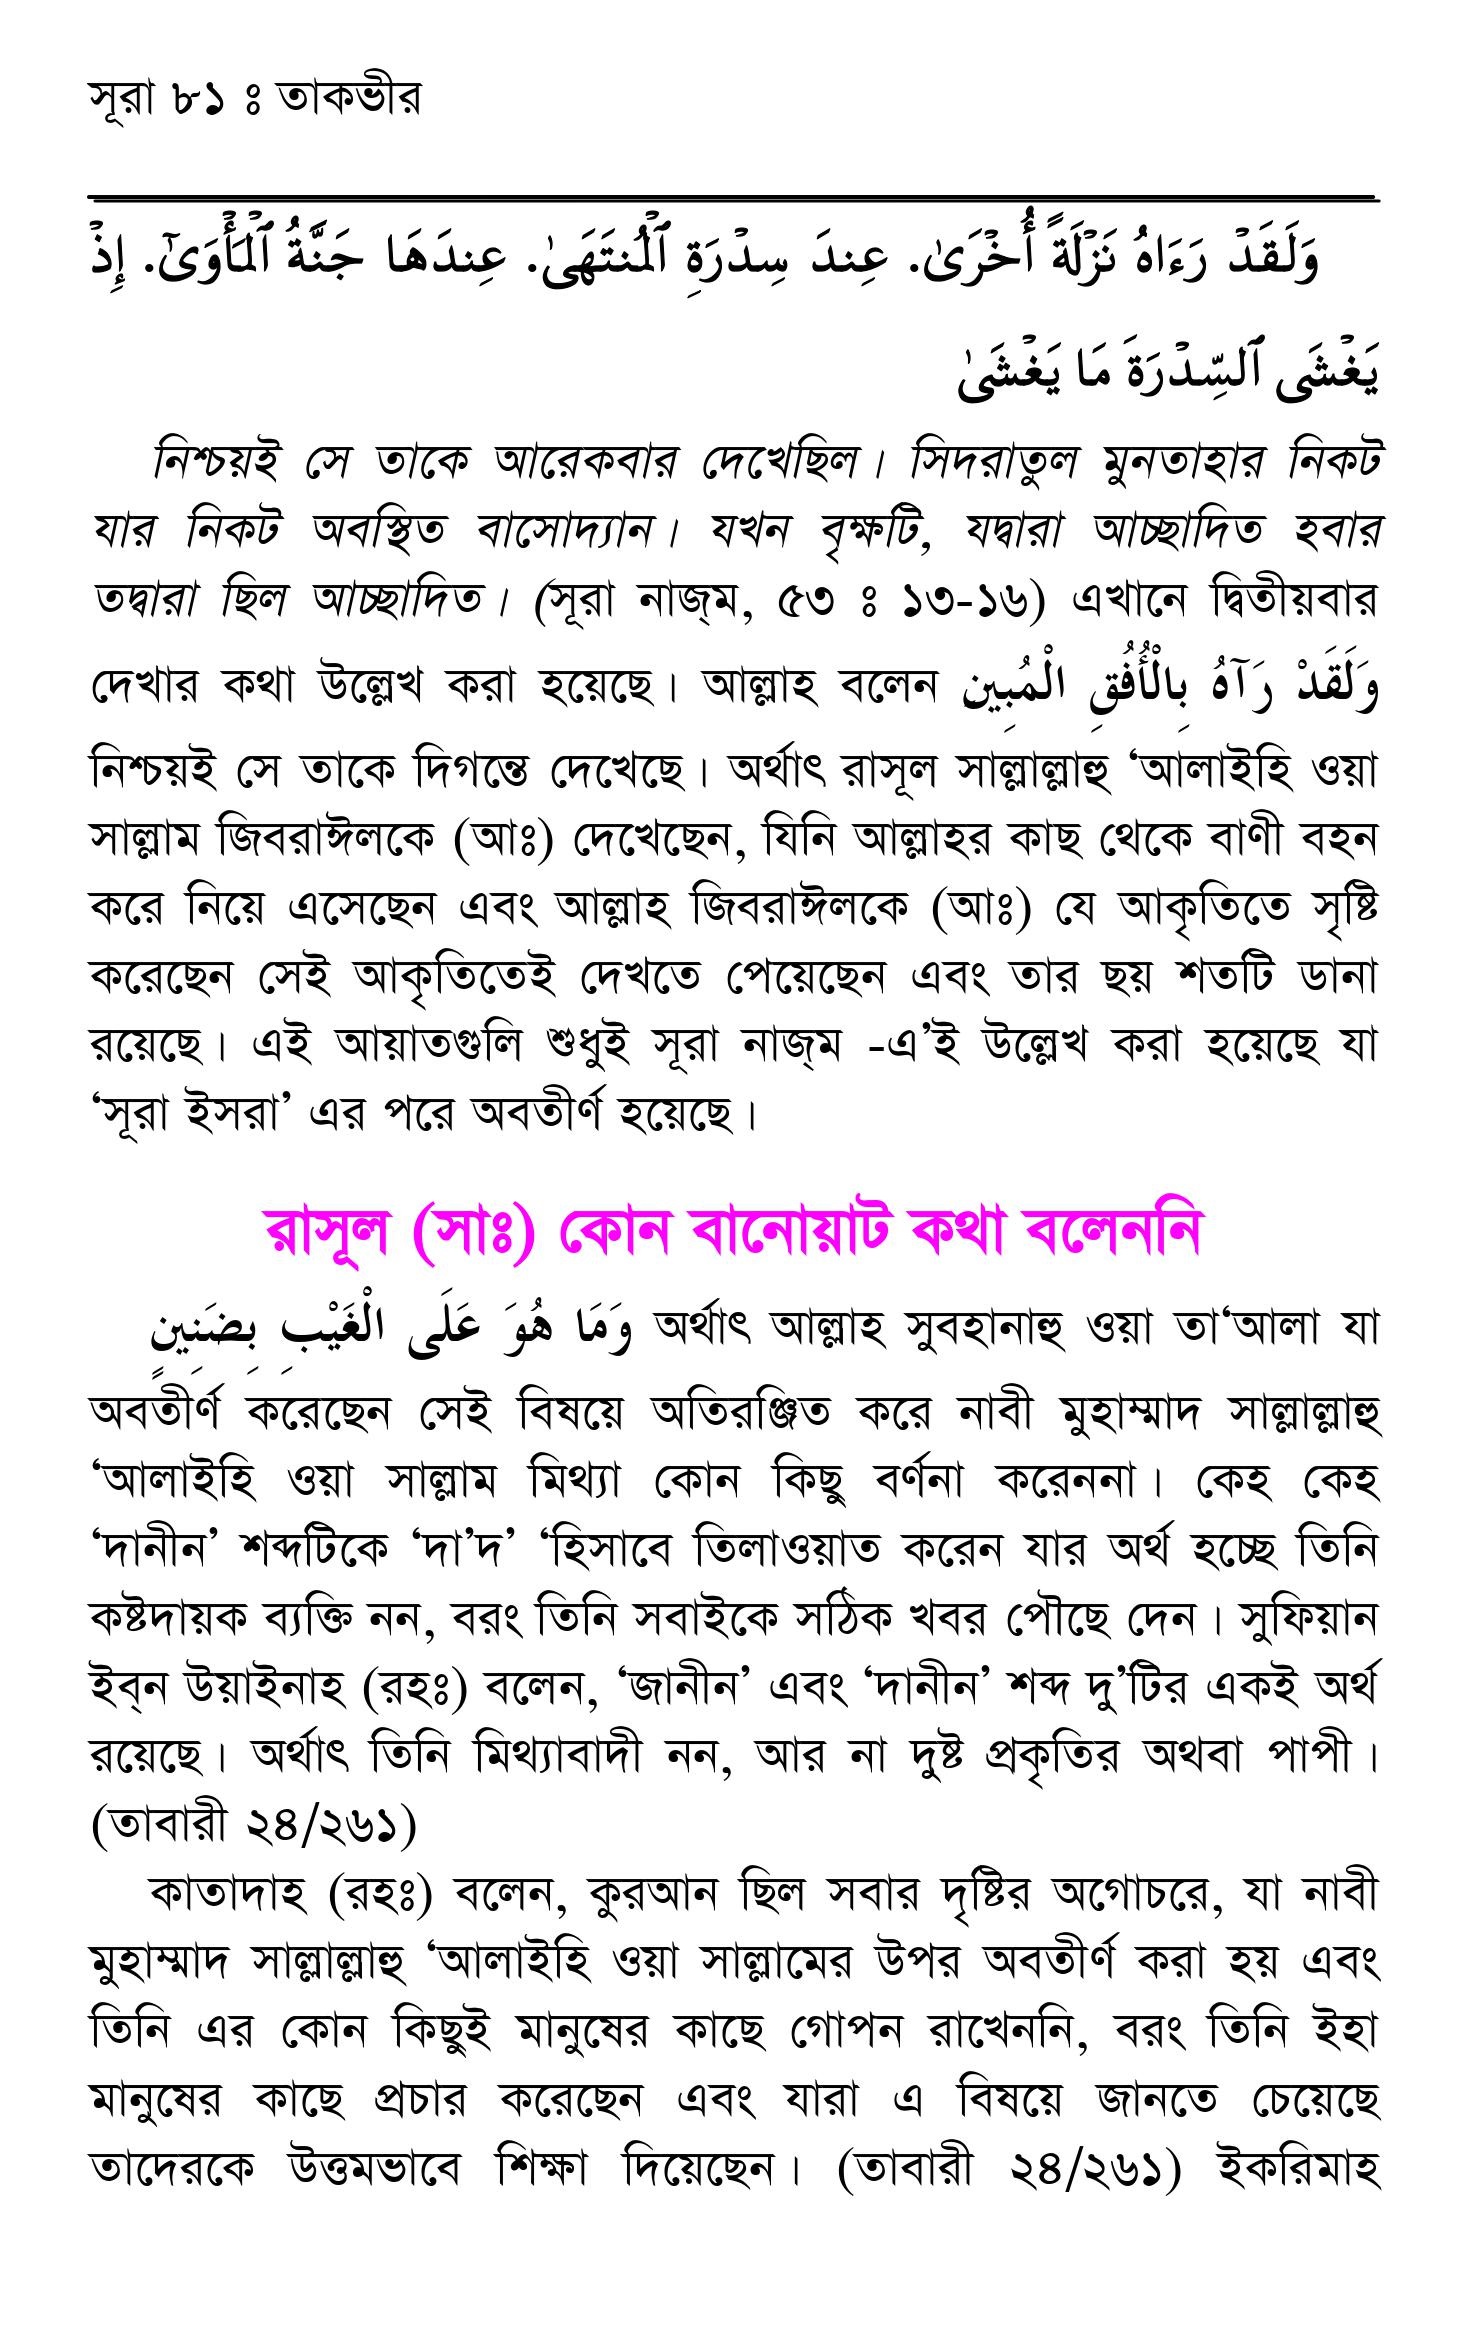 সূরা ৮১ ঃ তাকভীর
وَلَقَدْ رَءَاهُ نَزْلَةً أُخْرَىٰ. عِندَ سِدْرَةِ ٱلْمُنتَهَىٰ. عِندَهَا جَنَّةُ ٱلْمَأْوَىٰٓ. إِذْ
يَغْشَى ٱلسِّدْرَةَ مَا يَغْشَىٰ
নিশ্চয়ই সে তাকে আরেকবার দেখেছিল। সিদরাতুল মুনতাহার নিকট
যার নিকট অবস্থিত বাসোদ্যান। যখন বৃক্ষটি, যদ্বারা আচ্ছাদিত হবার
তদ্বারা ছিল আচ্ছাদিত। (সূরা নাজ্‌ম, ৫৩ ঃ ১৩-১৬) এখানে দ্বিতীয়বার
দেখার কথা উল্লেখ করা হয়েছে। আল্লাহ বলেন وَلَقَدْ رَآهُ بِالْأُفُقِ الْمُبِينِ
নিশ্চয়ই সে তাকে দিগন্তে দেখেছে। অর্থাৎ রাসূল সাল্লাল্লাহু ‘আলাইহি ওয়া
সাল্লাম জিবরাঈলকে (আঃ) দেখেছেন, যিনি আল্লাহর কাছ থেকে বাণী বহন
করে নিয়ে এসেছেন এবং আল্লাহ জিবরাঈলকে (আঃ) যে আকৃতিতে সৃষ্টি
করেছেন সেই আকৃতিতেই দেখতে পেয়েছেন এবং তার ছয় শতটি ডানা
রয়েছে। এই আয়াতগুলি শুধুই সূরা নাজ্‌ম -এ’ই উল্লেখ করা হয়েছে যা
‘সূরা ইসরা’ এর পরে অবতীর্ণ হয়েছে।
রাসূল (সাঃ) কোন বানোয়াট কথা বলেননি
وَمَا هُوَ عَلَى الْغَيْبِ بِضَنِينٍ অর্থাৎ আল্লাহ সুবহানাহু ওয়া তা‘আলা যা
অবতীর্ণ করেছেন সেই বিষয়ে অতিরঞ্জিত করে নাবী মুহাম্মাদ সাল্লাল্লাহু
‘আলাইহি ওয়া সাল্লাম মিথ্যা কোন কিছু বর্ণনা করেননা। কেহ কেহ
‘দানীন’ শব্দটিকে ‘দা’দ’ ‘হিসাবে তিলাওয়াত করেন যার অর্থ হচ্ছে তিনি
কষ্টদায়ক ব্যক্তি নন, বরং তিনি সবাইকে সঠিক খবর পৌছে দেন। সুফিয়ান
ইব্‌ন উয়াইনাহ (রহঃ) বলেন, ‘জানীন’ এবং ‘দানীন’ শব্দ দু’টির একই অর্থ
রয়েছে। অর্থাৎ তিনি মিথ্যাবাদী নন, আর না দুষ্ট প্রকৃতির অথবা পাপী।
(তাবারী ২৪/২৬১)
কাতাদাহ (রহঃ) বলেন, কুরআন ছিল সবার দৃষ্টির অগোচরে, যা নাবী
মুহাম্মাদ সাল্লাল্লাহু ‘আলাইহি ওয়া সাল্লামের উপর অবতীর্ণ করা হয় এবং
তিনি এর কোন কিছুই মানুষের কাছে গোপন রাখেননি, বরং তিনি ইহা
মানুষের কাছে প্রচার করেছেন এবং যারা এ বিষয়ে জানতে চেয়েছে
তাদেরকে উত্তমভাবে শিক্ষা দিয়েছেন। (তাবারী ২৪/২৬১) ইকরিমাহ